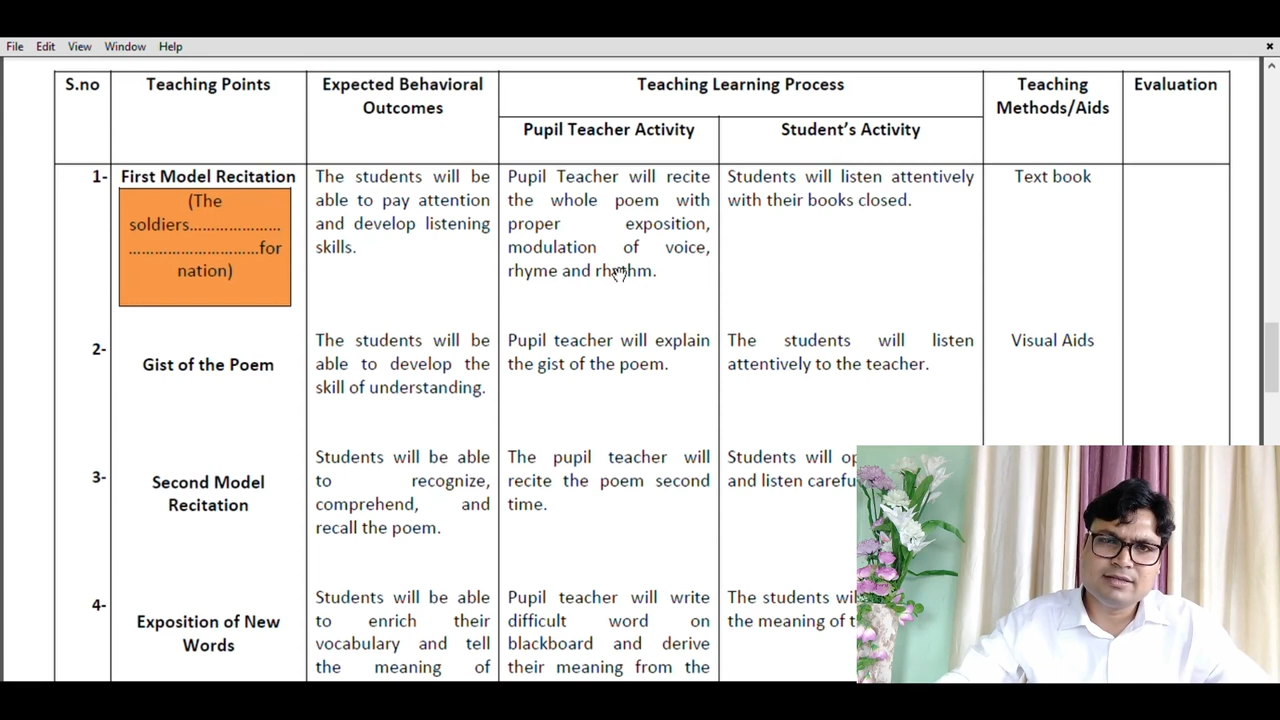 File Edit View Window Help
S.no
Teaching Points
Expected Behavioral
Outcomes
Teaching Learning Process
Pupil Teacher Activity
Student's Activity
Teaching
Methods/Aids
Evaluation
1-
First Model Recitation
(The
soldiers.....................
...............................for
nation)
The students will be
able to pay attention
and develop listening
skills.
Pupil Teacher will recite
the whole poem with
proper exposition,
modulation of voice,
rhyme and rhythm.
Students will listen attentively
with their books closed.
Text book
2-
Gist of the Poem
The students will be
able to develop the
skill of understanding.
Pupil teacher will explain
the gist of the poem.
The students will listen
attentively to the teacher.
Visual Aids
3-
Second Model
Recitation
Students will be able
to recognize,
comprehend, and
recall the poem.
The pupil teacher will
recite the poem second
time.
Students will
and listen
4-
Exposition of New
Words
Students will be able
to enrich their
vocabulary and tell
the meaning of
Pupil teacher will write
difficult word on
blackboard and derive
their meaning from the
The students
the meaning of